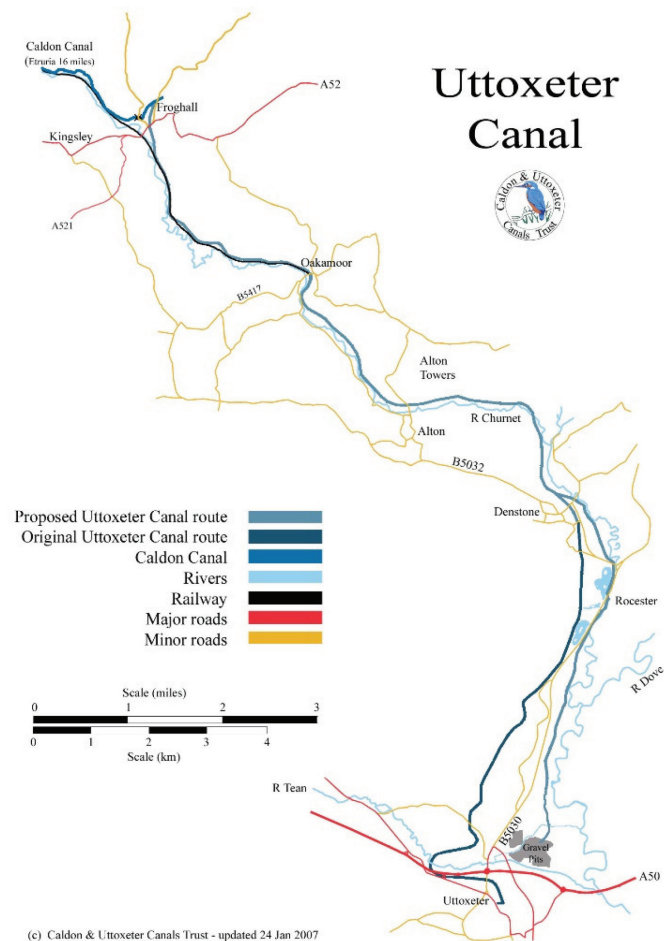 Caldon Canal
(Etruria 16 miles)
Uttoxeter
Canal
A52
Froghall
Kingsley
Caldon & Uttoxeter
Canals Trust
A521
Oakamoor
B5417
Alton
Towers
R Churnet
Alton
B5032
Proposed Uttoxeter Canal route
Original Uttoxeter Canal route
Caldon Canal
Rivers
Railway
Major roads
Minor roads
Denstone
Rocester
R Dove
Scale (miles)
0 1 2 3
0 1 2 3 4
Scale (km)
R Tean
B5030
Gravel
Pits
A50
Uttoxeter
(c) Caldon & Uttoxeter Canals Trust - updated 24 Jan 2007